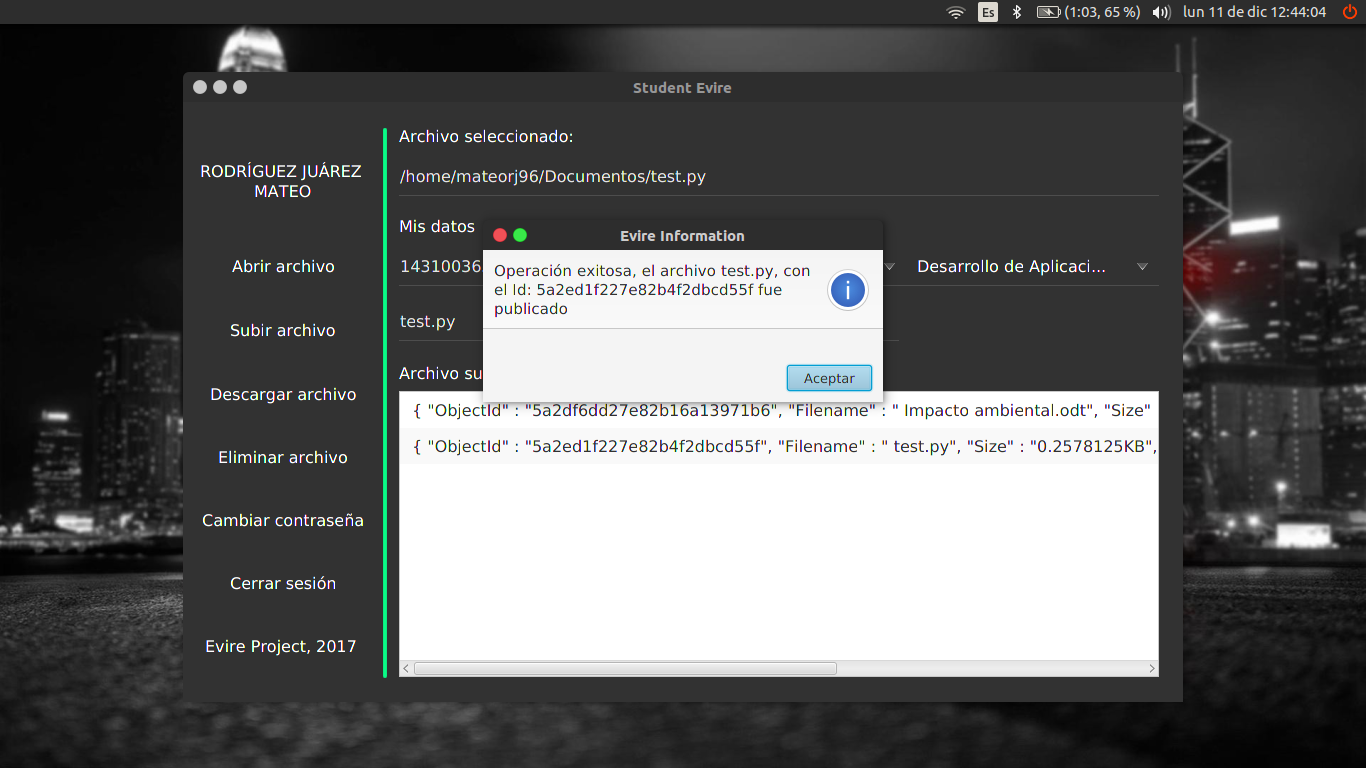 Es
(1:03, 65 %)
lun 11 de dic 12:44:04
Student Evire
RODRÍGUEZ JUÁREZ
MATEO
Abrir archivo
Subir archivo
Descargar archivo
Eliminar archivo
Cambiar contraseña
Cerrar sesión
Evire Project, 2017
Archivo seleccionado:
/home/mateorj96/Documentos/test.py
Mis datos
14310036
Desarrollo de Aplicaci...
test.py
Archivo su
Evire Information
Operación exitosa, el archivo test.py, con
el Id: 5a2ed1f227e82b4f2dbcd55f fue
publicado
Aceptar
{ "ObjectId" : "5a2df6dd27e82b16a13971b6", "Filename" : " Impacto ambiental.odt", "Size"
{ "ObjectId" : "5a2ed1f227e82b4f2dbcd55f", "Filename" : " test.py", "Size" : "0.2578125KB",